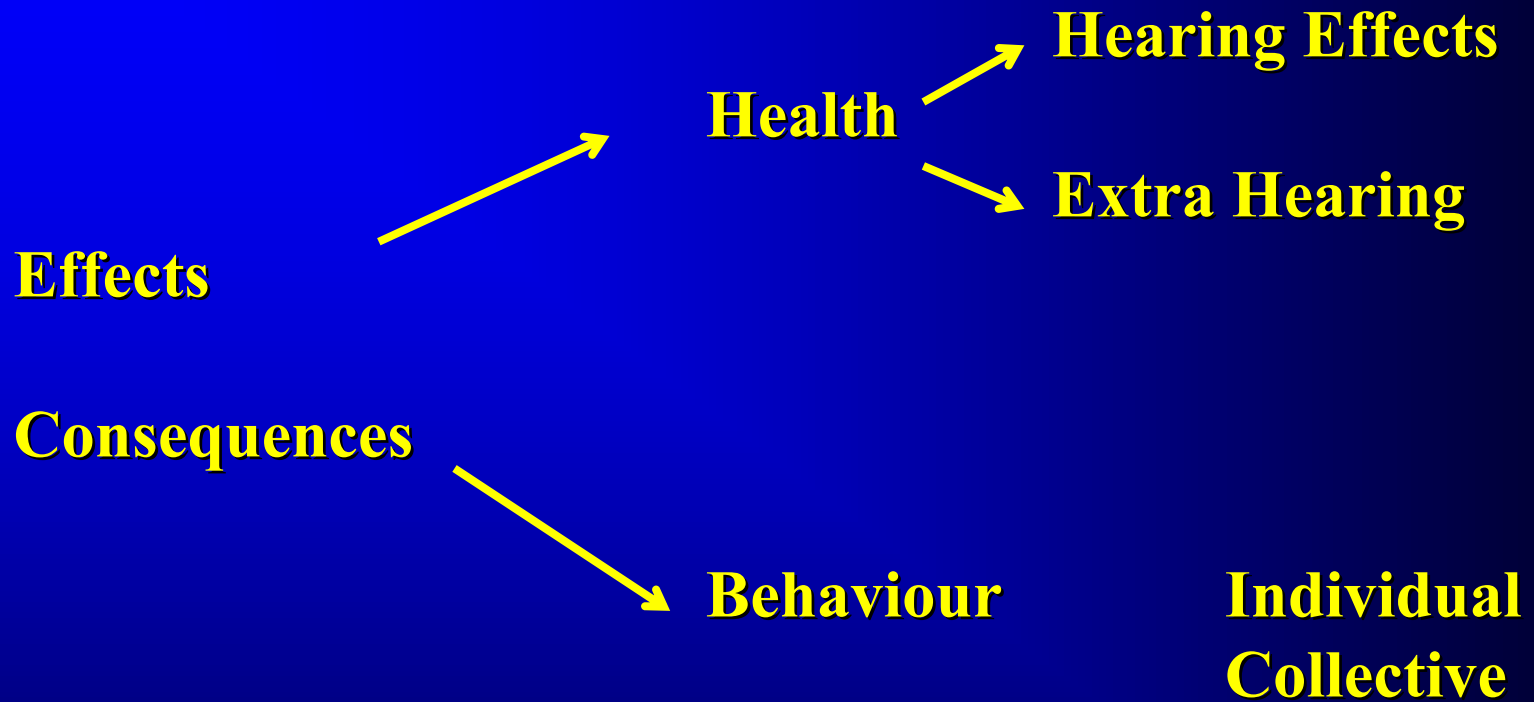 Hearing Effects
Health
Extra Hearing
Effects
Consequences
Behaviour Individual
Collective